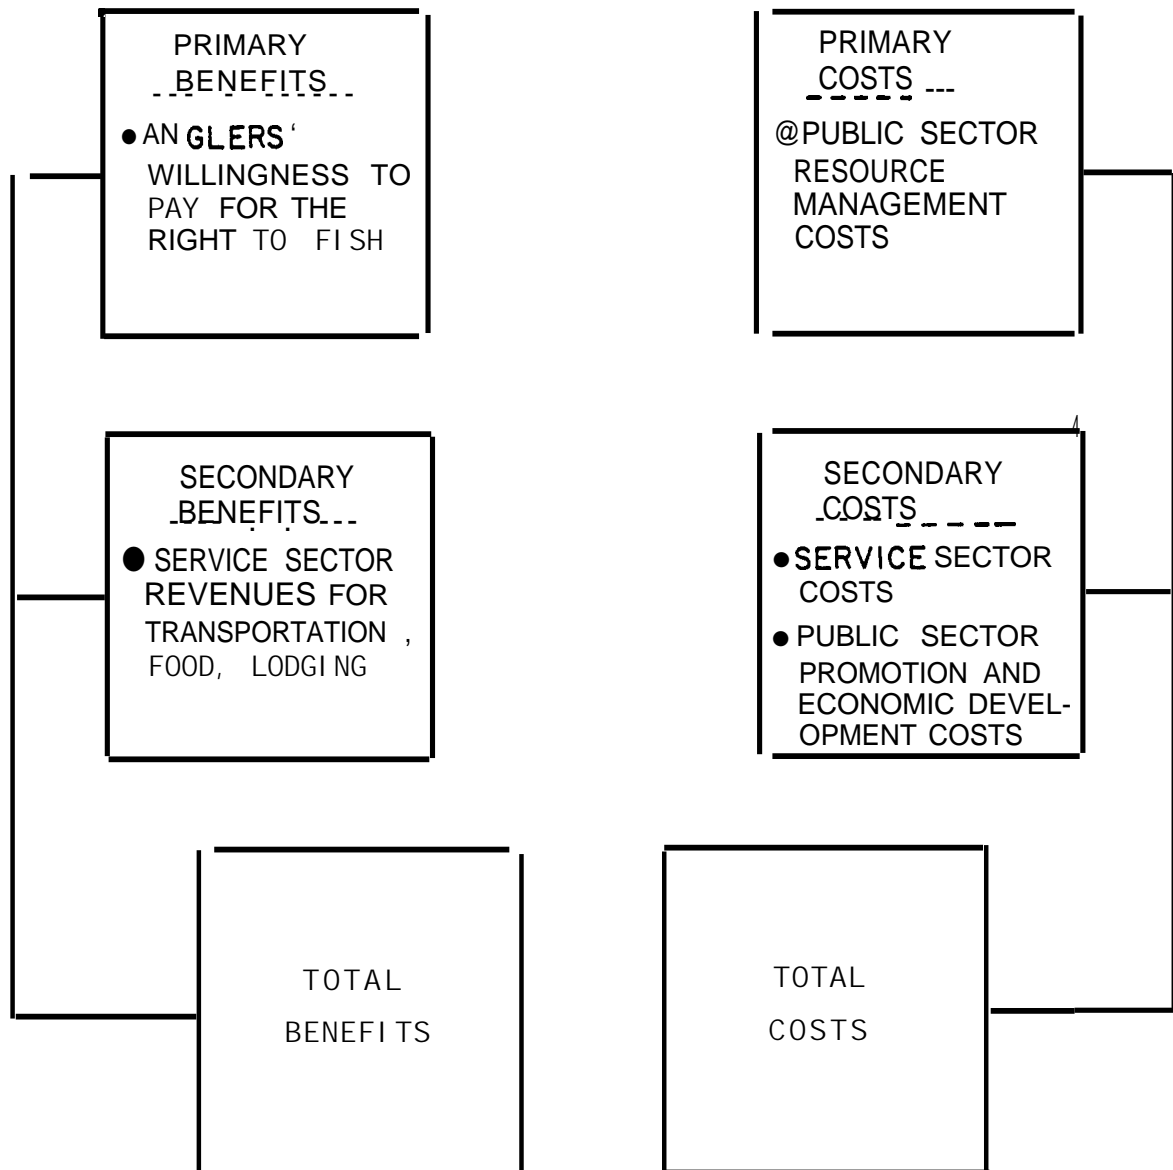 PRIMARY
BENEFITS
● AN GLERS‘
WILLINGNESS TO
PAY FOR THE
RIGHT TO FISH
PRIMARY
COSTS
@PUBLIC SECTOR
RESOURCE
MANAGEMENT
COSTS
SECONDARY
BENEFITS
● SERVICE SECTOR
REVENUES FOR
TRANSPORTATION ,
FOOD, LODGING
SECONDARY
COSTS
● SERVICE SECTOR
COSTS
● PUBLIC SECTOR
PROMOTION AND
ECONOMIC DEVEL-
OPMENT COSTS
TOTAL
BENEFITS
TOTAL
COSTS